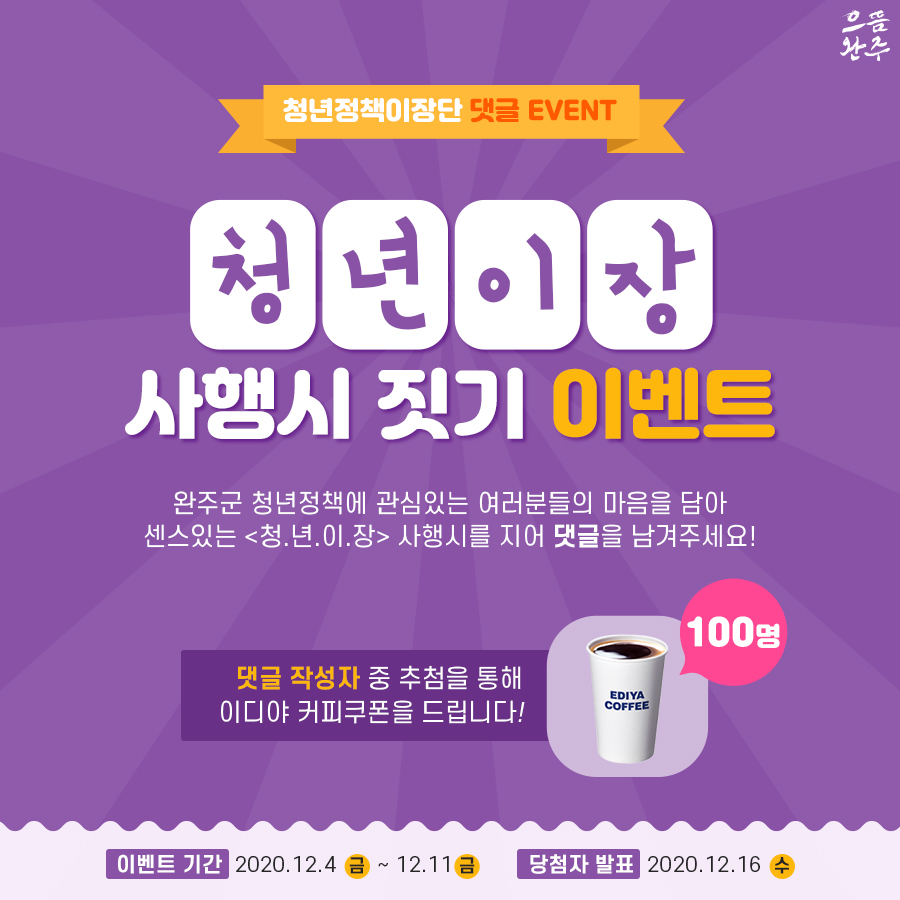 으뜸
완주
청년정책이장단 댓글 EVENT
청년이장
사행시 짓기 이벤트
완주군 청년정책에 관심있는 여러분들의 마음을 담아
센스있는 <청.년.이.장> 사행시를 지어 댓글을 남겨주세요!
100명
댓글 작성자 중 추첨을 통해
이디야 커피쿠폰을 드립니다!
EDIYA
COFFEE
이벤트 기간 2020.12.4 금 ~ 12.11 금 당첨자 발표 2020.12.16 수